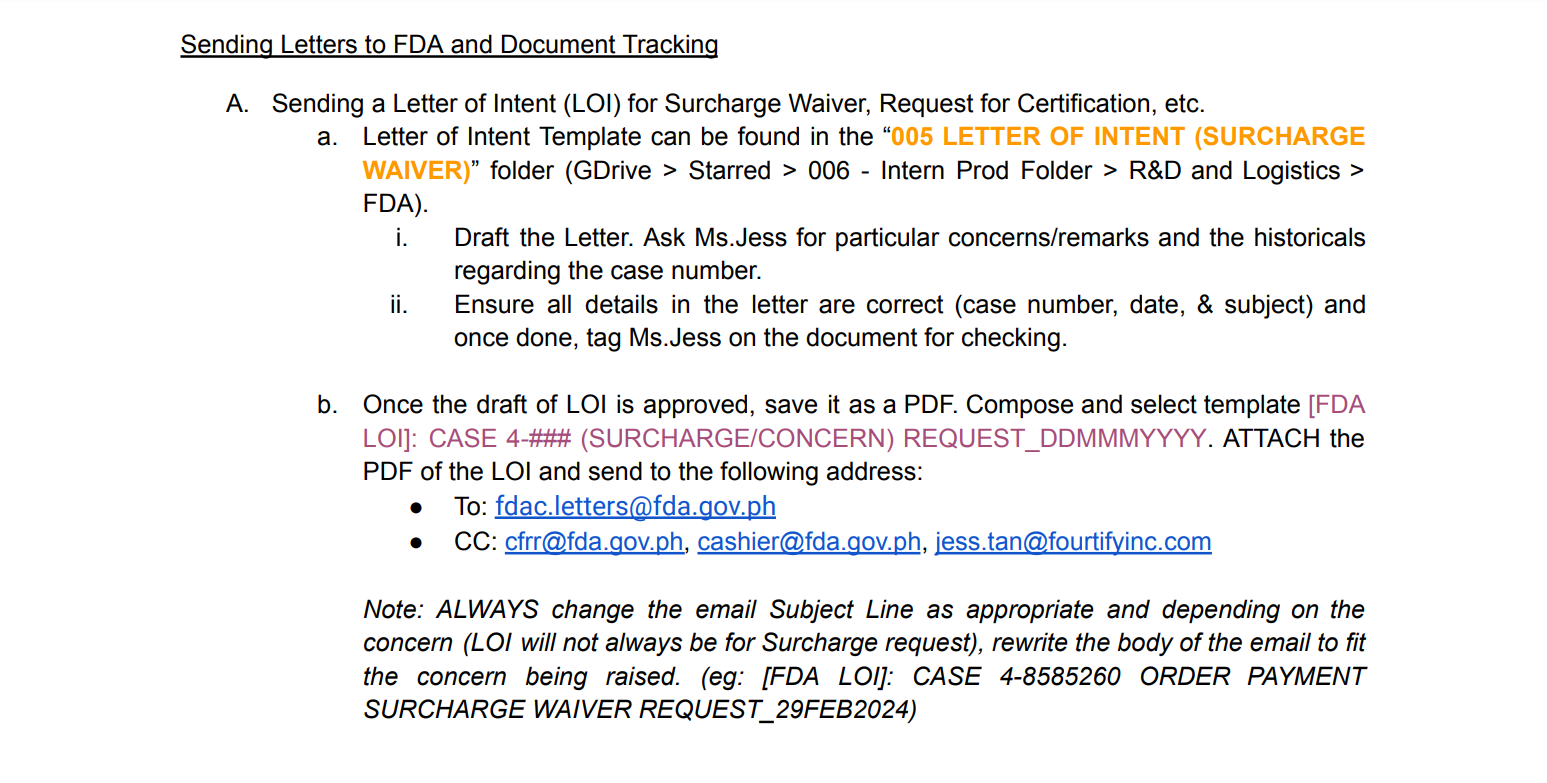 Sending Letters to FDA and Document Tracking
A. Sending a Letter of Intent (LOI) for Surcharge Waiver, Request for Certification, etc.
a. Letter of Intent Template can be found in the “005 LETTER OF INTENT (SURCHARGE
WAIVER)” folder (GDrive > Starred > 006 - Intern Prod Folder > R&D and Logistics >
FDA).
i. Draft the Letter. Ask Ms.Jess for particular concerns/remarks and the historicals
regarding the case number.
ii. Ensure all details in the letter are correct (case number, date, & subject) and
once done, tag Ms.Jess on the document for checking.
b. Once the draft of LOI is approved, save it as a PDF. Compose and select template [FDA
LOI]: CASE 4-### (SURCHARGE/CONCERN) REQUEST_DDMMMYYYY. ATTACH the
PDF of the LOI and send to the following address:
● To: fdac.letters@fda.gov.ph
● CC: cfrr@fda.gov.ph, cashier@fda.gov.ph, jess.tan@fourtifyinc.com
Note: ALWAYS change the email Subject Line as appropriate and depending on the
concern (LOI will not always be for Surcharge request), rewrite the body of the email to fit
the concern being raised. (eg: [FDA LOI]: CASE 4-8585260 ORDER PAYMENT
SURCHARGE WAIVER REQUEST_29FEB2024)